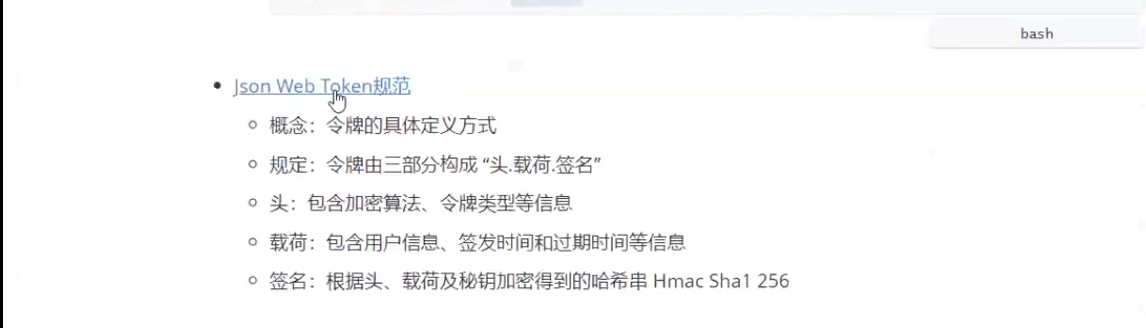 bash
Json Web Token规范
概念：令牌的具体定义方式
规定：令牌由三部分构成 “头.载荷.签名”
头：包含加密算法、令牌类型等信息
载荷：包含用户信息、签发时间和过期时间等信息
签名：根据头、载荷及秘钥加密得到的哈希串 Hmac Sha1 256